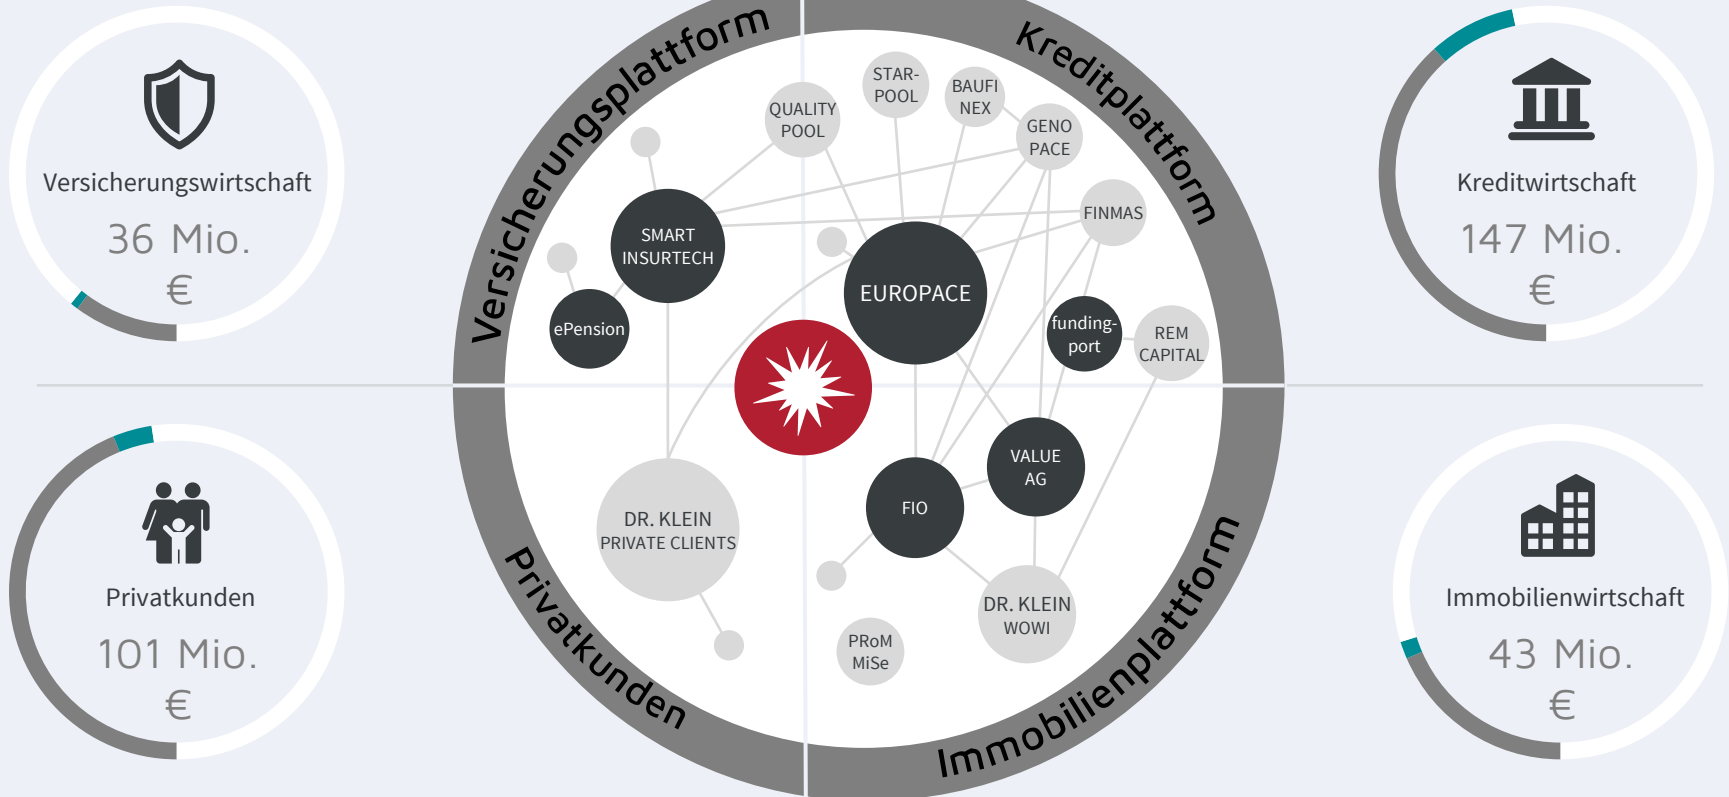 Versicherungswirtschaft
36 Mio.
€
Privatkunden
101 Mio.
€
Versicherungsplattform
Kreditplattform
Privatkunden
Immobilienplattform
QUALITY
POOL
STAR-
POOL
BAUFI
NEX
GENO
PACE
FINMAS
SMART
INSURTECH
ePension
EUROPACE
funding-
port
REM
CAPITAL
DR. KLEIN
PRIVATE CLIENTS
FIO
VALUE
AG
DR. KLEIN
WOWI
PRoM
MiSe
Kreditwirtschaft
147 Mio.
€
Immobilienwirtschaft
43 Mio.
€